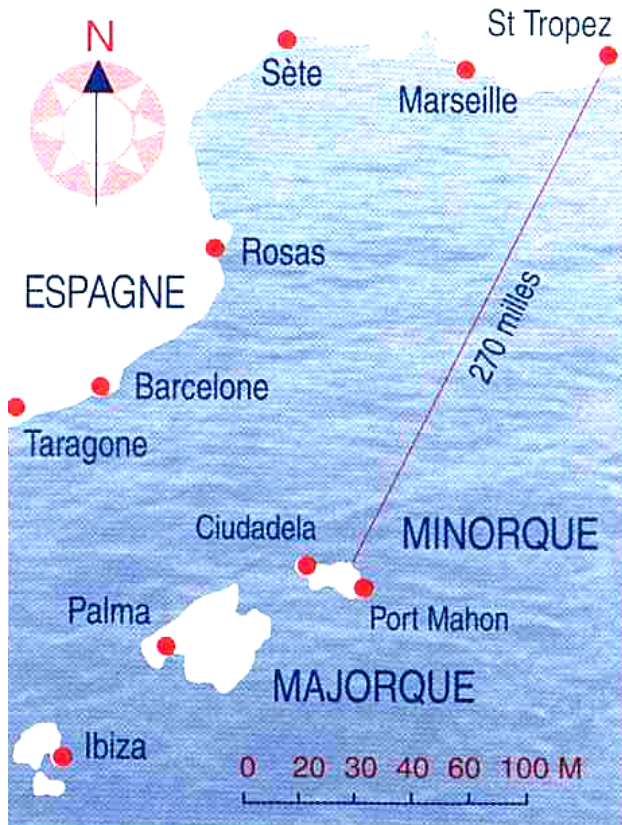 N
St Tropez
Sète
Marseille
Rosas
ESPAGNE
270 milles
Barcelone
Taragone
Ciudadela
MINORQUE
Palma
Port Mahon
MAJORQUE
Ibiza
0 20 30 40 60 100 M